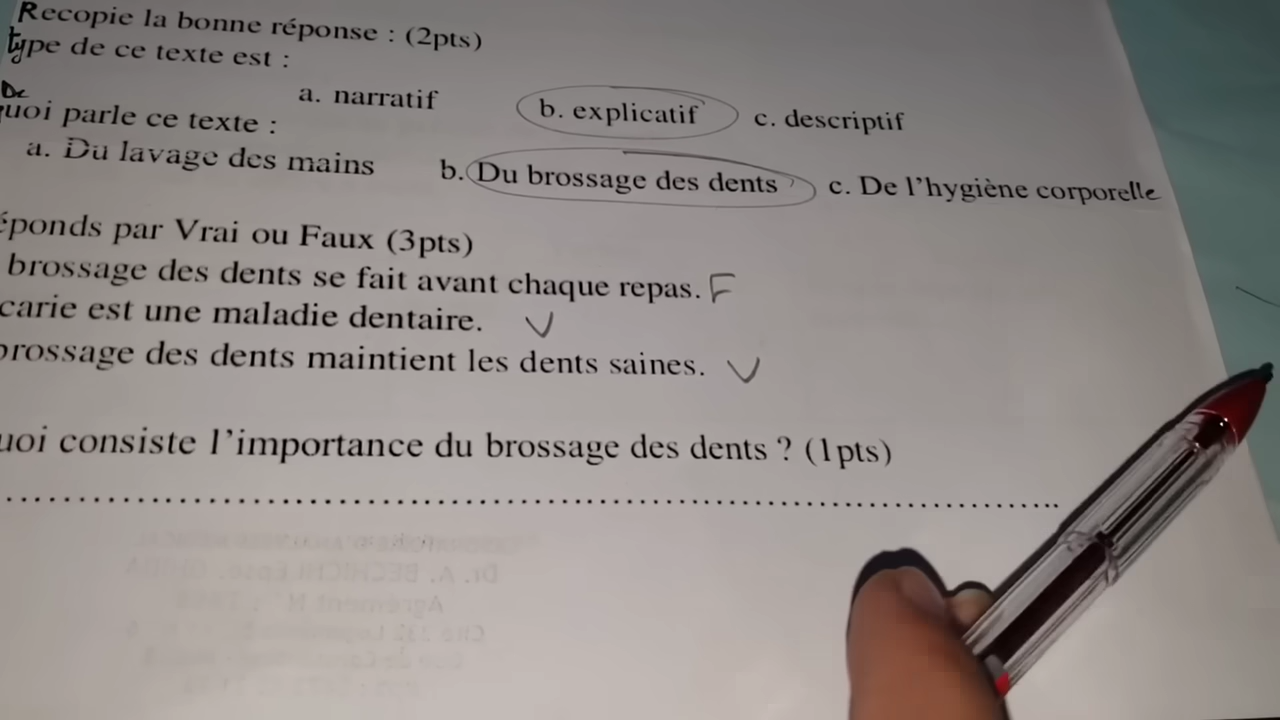 Recopie la bonne réponse : (2pts)
type de ce texte est :
a. narratif b. explicatif c. descriptif
De quoi parle ce texte :
a. Du lavage des mains b. Du brossage des dents c. De l'hygiène corporelle
éponds par Vrai ou Faux (3pts)
brossage des dents se fait avant chaque repas. F
carie est une maladie dentaire. V
brossage des dents maintient les dents saines. V
uoi consiste l'importance du brossage des dents ? (1pts)